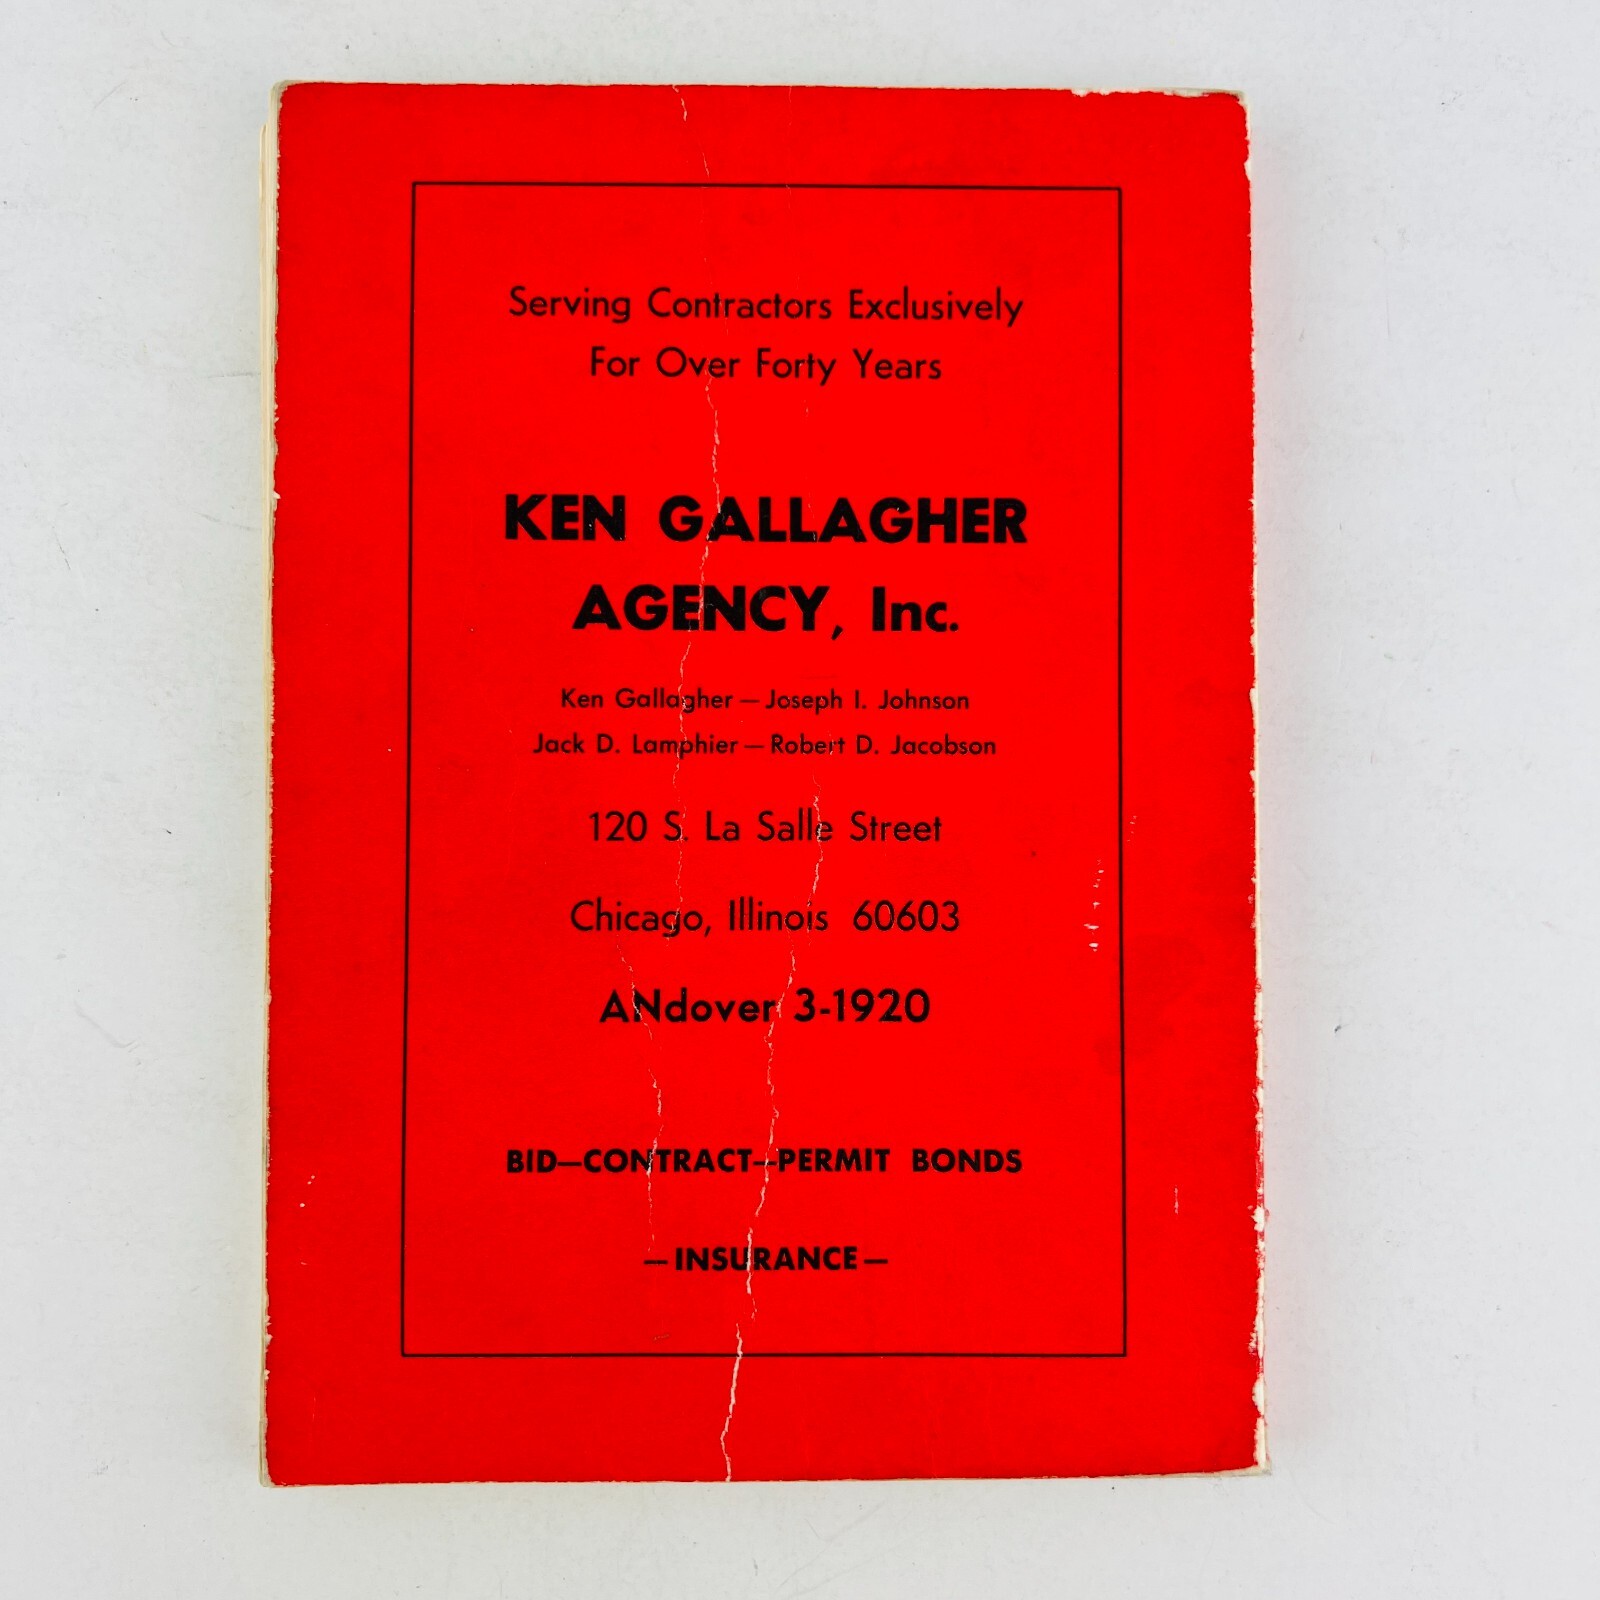 Serving Contractors Exclusively
For Over Forty Years
KEN GALLAGHER
AGENCY, Inc.
Ken Gallagher — Joseph I. Johnson
Jack D. Lamphier — Robert D. Jacobson
120 S. La Salle Street
Chicago, Illinois 60603
ANdover 3-1920
BID—CONTRACT—PERMIT BONDS
— INSURANCE —